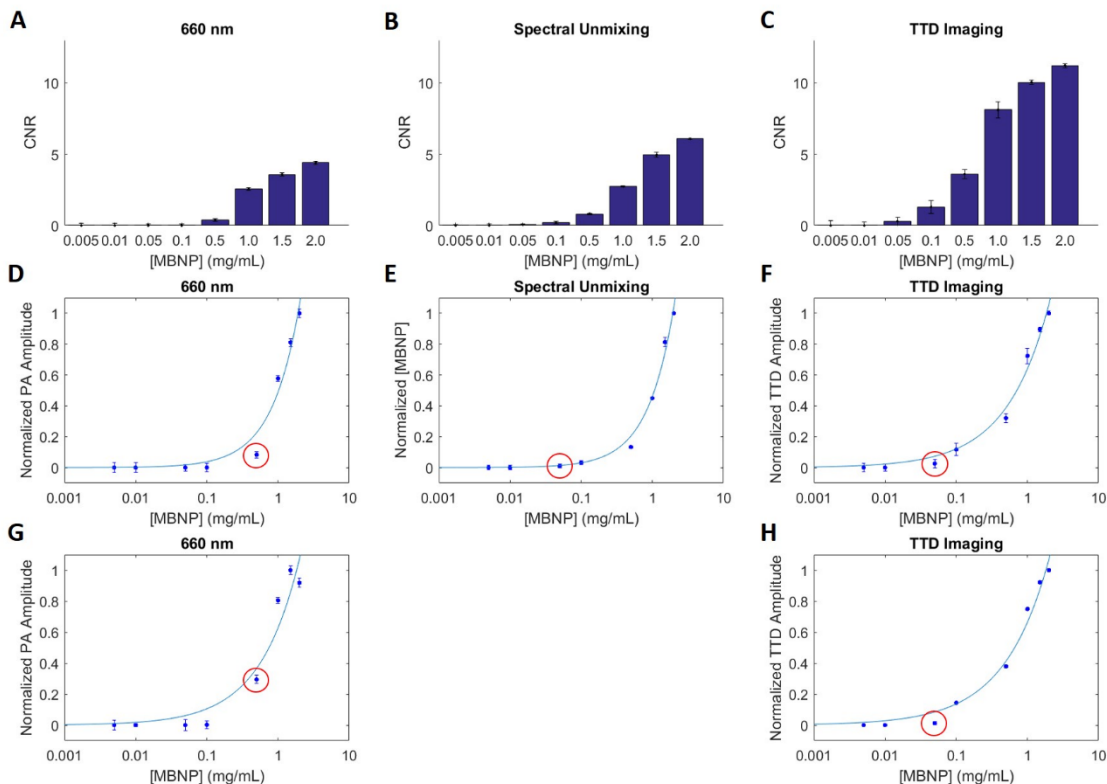 A
660 nm
CNR
10
5
0
0.005 0.01 0.05 0.1 0.5 1.0 1.5 2.0
[MBNP] (mg/mL)
B
Spectral Unmixing
CNR
10
5
0
0.005 0.01 0.05 0.1 0.5 1.0 1.5 2.0
[MBNP] (mg/mL)
C
TTD Imaging
CNR
10
5
0
0.005 0.01 0.05 0.1 0.5 1.0 1.5 2.0
[MBNP] (mg/mL)
D
660 nm
Normalized PA Amplitude
1
0.8
0.6
0.4
0.2
0
0.001 0.01 0.1 1 10
[MBNP] (mg/mL)
E
Spectral Unmixing
Normalized [MBNP]
1
0.8
0.6
0.4
0.2
0
0.001 0.01 0.1 1 10
[MBNP] (mg/mL)
F
TTD Imaging
Normalized TTD Amplitude
1
0.8
0.6
0.4
0.2
0
0.001 0.01 0.1 1 10
[MBNP] (mg/mL)
G
660 nm
Normalized PA Amplitude
1
0.8
0.6
0.4
0.2
0
0.001 0.01 0.1 1 10
[MBNP] (mg/mL)
H
TTD Imaging
Normalized TTD Amplitude
1
0.8
0.6
0.4
0.2
0
0.001 0.01 0.1 1 10
[MBNP] (mg/mL)